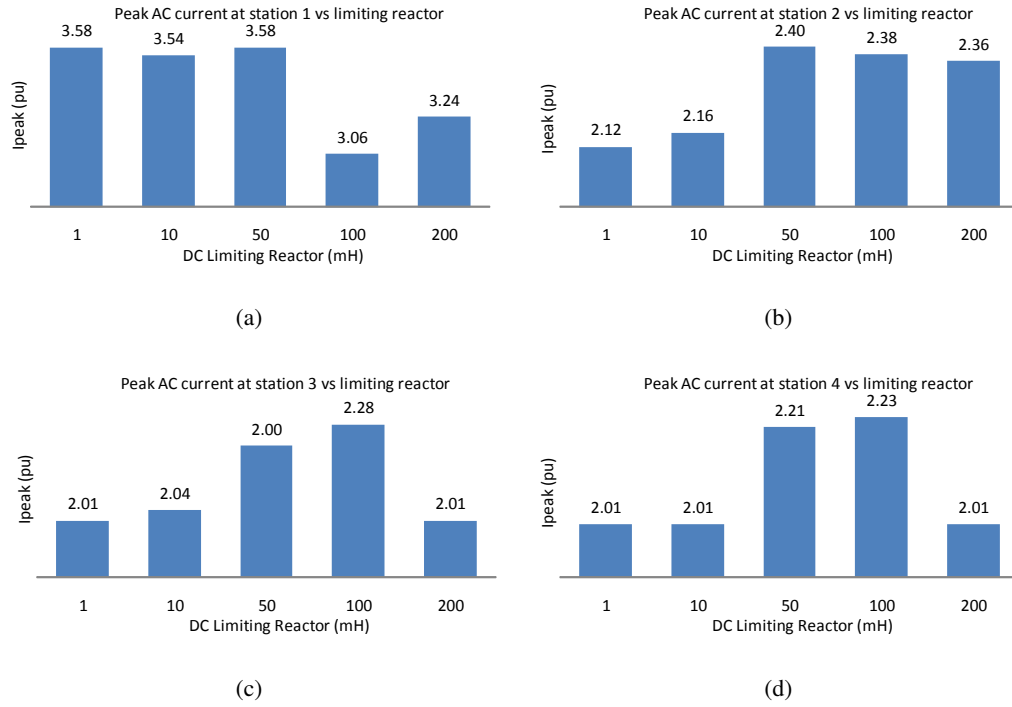 Peak AC current at station 1 vs limiting reactor
3.58 3.54 3.58 3.06 3.24
Ipeak (pu)
1 10 50 100 200
DC Limiting Reactor (mH)
(a)
Peak AC current at station 2 vs limiting reactor
2.12 2.16 2.40 2.38 2.36
Ipeak (pu)
1 10 50 100 200
DC Limiting Reactor (mH)
(b)
Peak AC current at station 3 vs limiting reactor
2.01 2.04 2.00 2.28 2.01
Ipeak (pu)
1 10 50 100 200
DC Limiting Reactor (mH)
(c)
Peak AC current at station 4 vs limiting reactor
2.01 2.01 2.21 2.23 2.01
Ipeak (pu)
1 10 50 100 200
DC Limiting Reactor (mH)
(d)